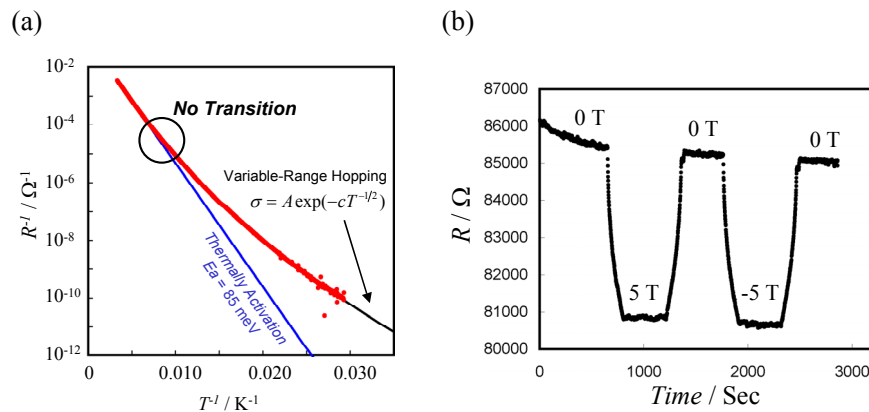 (a)
10⁻²
10⁻⁴
10⁻⁶
10⁻⁸
10⁻¹⁰
10⁻¹²
R⁻¹ / Ω⁻¹
No Transition
Variable-Range Hopping
σ = A exp(−cT⁻¹/²)
Thermally Activation
Ea = 85 meV
0
0.010
0.020
0.030
T⁻¹ / K⁻¹
(b)
87000
86000
85000
84000
83000
82000
81000
80000
R / Ω
0 T
0 T
0 T
5 T
-5 T
0
1000
2000
3000
Time / Sec